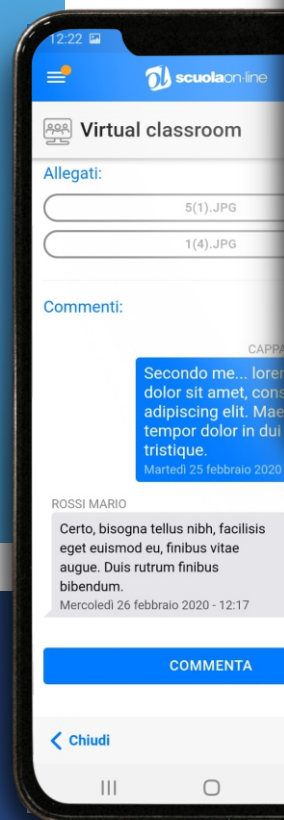 12:22
scuolaon·line
Virtual classroom
Allegati:
5(1).JPG
1(4).JPG
Commenti:
CAPPA
Secondo me... lore
dolor sit amet, cons
adipiscing elit. Mae
tempor dolor in dui
tristique.
Martedì 25 febbraio 2020
ROSSI MARIO
Certo, bisogna tellus nibh, facilisis
eget euismod eu, finibus vitae
augue. Duis rutrum finibus
bibendum.
Mercoledì 26 febbraio 2020 - 12:17
COMMENTA
Chiudi